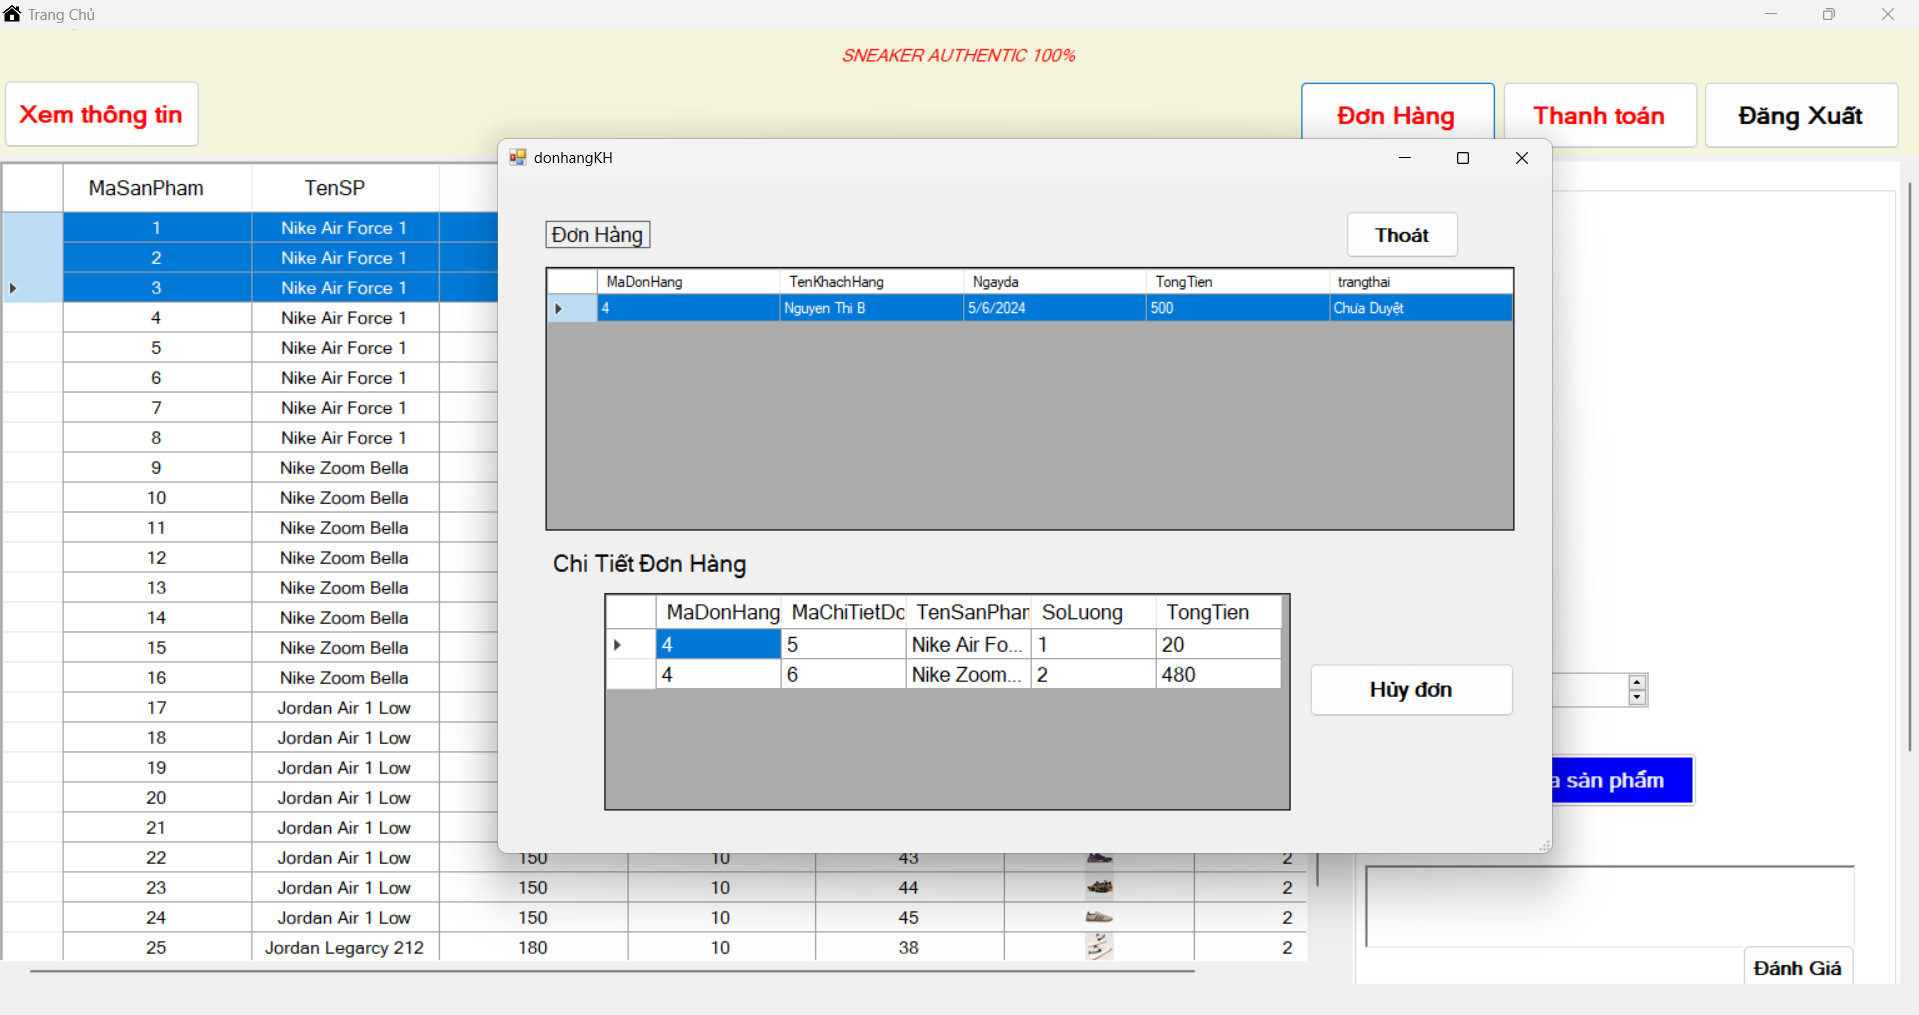 Trang Chủ
SNEAKER AUTHENTIC 100%
Xem thông tin
Đơn Hàng
Thanh toán
Đăng Xuất
MaSanPham TenSP
1 Nike Air Force 1
2 Nike Air Force 1
3 Nike Air Force 1
4 Nike Air Force 1
5 Nike Air Force 1
6 Nike Air Force 1
7 Nike Air Force 1
8 Nike Air Force 1
9 Nike Zoom Bella
10 Nike Zoom Bella
11 Nike Zoom Bella
12 Nike Zoom Bella
13 Nike Zoom Bella
14 Nike Zoom Bella
15 Nike Zoom Bella
16 Nike Zoom Bella
17 Jordan Air 1 Low
18 Jordan Air 1 Low
19 Jordan Air 1 Low
20 Jordan Air 1 Low
21 Jordan Air 1 Low
22 Jordan Air 1 Low 150 10 43 2
23 Jordan Air 1 Low 150 10 44 2
24 Jordan Air 1 Low 150 10 45 2
25 Jordan Legarcy 212 180 10 38 2
donhangKH
Đơn Hàng
Thoát
MaDonHang TenKhachHang Ngayda TongTien trangthai
4 Nguyen Thi B 5/6/2024 500 Chưa Duyệt
Chi Tiết Đơn Hàng
MaDonHang MaChiTietDo TenSanPham SoLuong TongTien
4 5 Nike Air Fo... 1 20
4 6 Nike Zoom... 2 480
Hủy đơn
sản phẩm
Đánh Giá